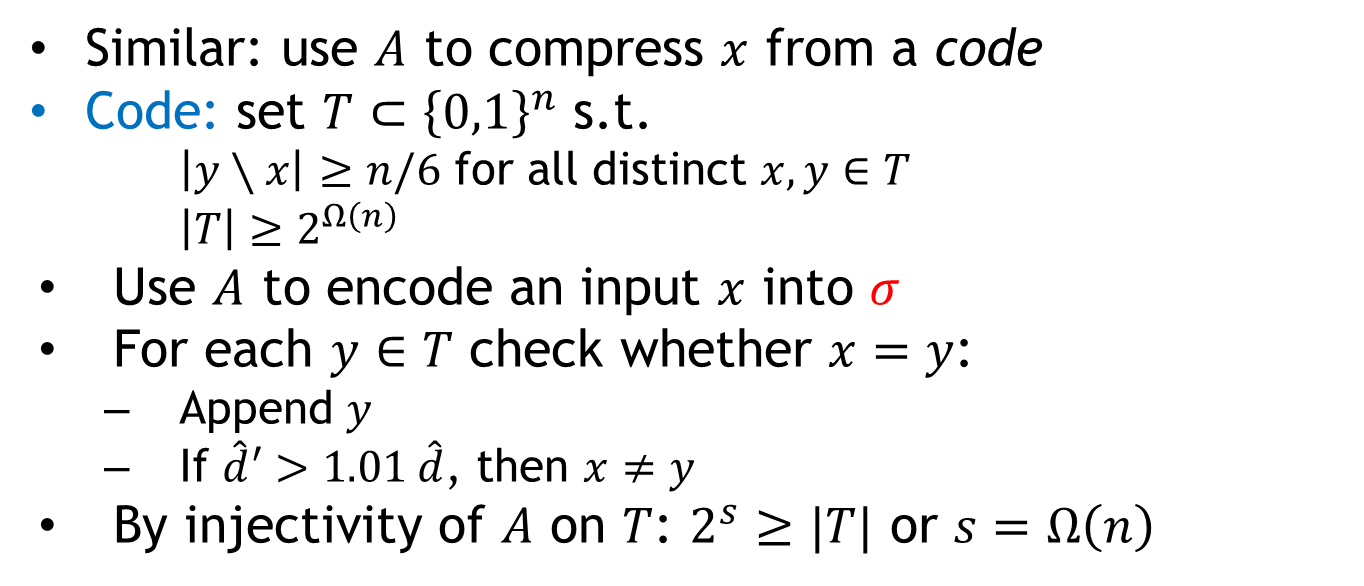 • Similar: use 𝐴 to compress 𝑥 from a code
• Code: set 𝑇 ⊂ {0,1}ⁿ s.t.
|𝑦 ∖ 𝑥| ≥ 𝑛/6 for all distinct 𝑥, 𝑦 ∈ 𝑇
|𝑇| ≥ 2^Ω(𝑛)
• Use 𝐴 to encode an input 𝑥 into 𝜎
• For each 𝑦 ∈ 𝑇 check whether 𝑥 = 𝑦:
– Append 𝑦
– If 𝑑̂′ > 1.01 𝑑̂, then 𝑥 ≠ 𝑦
• By injectivity of 𝐴 on 𝑇: 2^𝑠 ≥ |𝑇| or 𝑠 = Ω(𝑛)